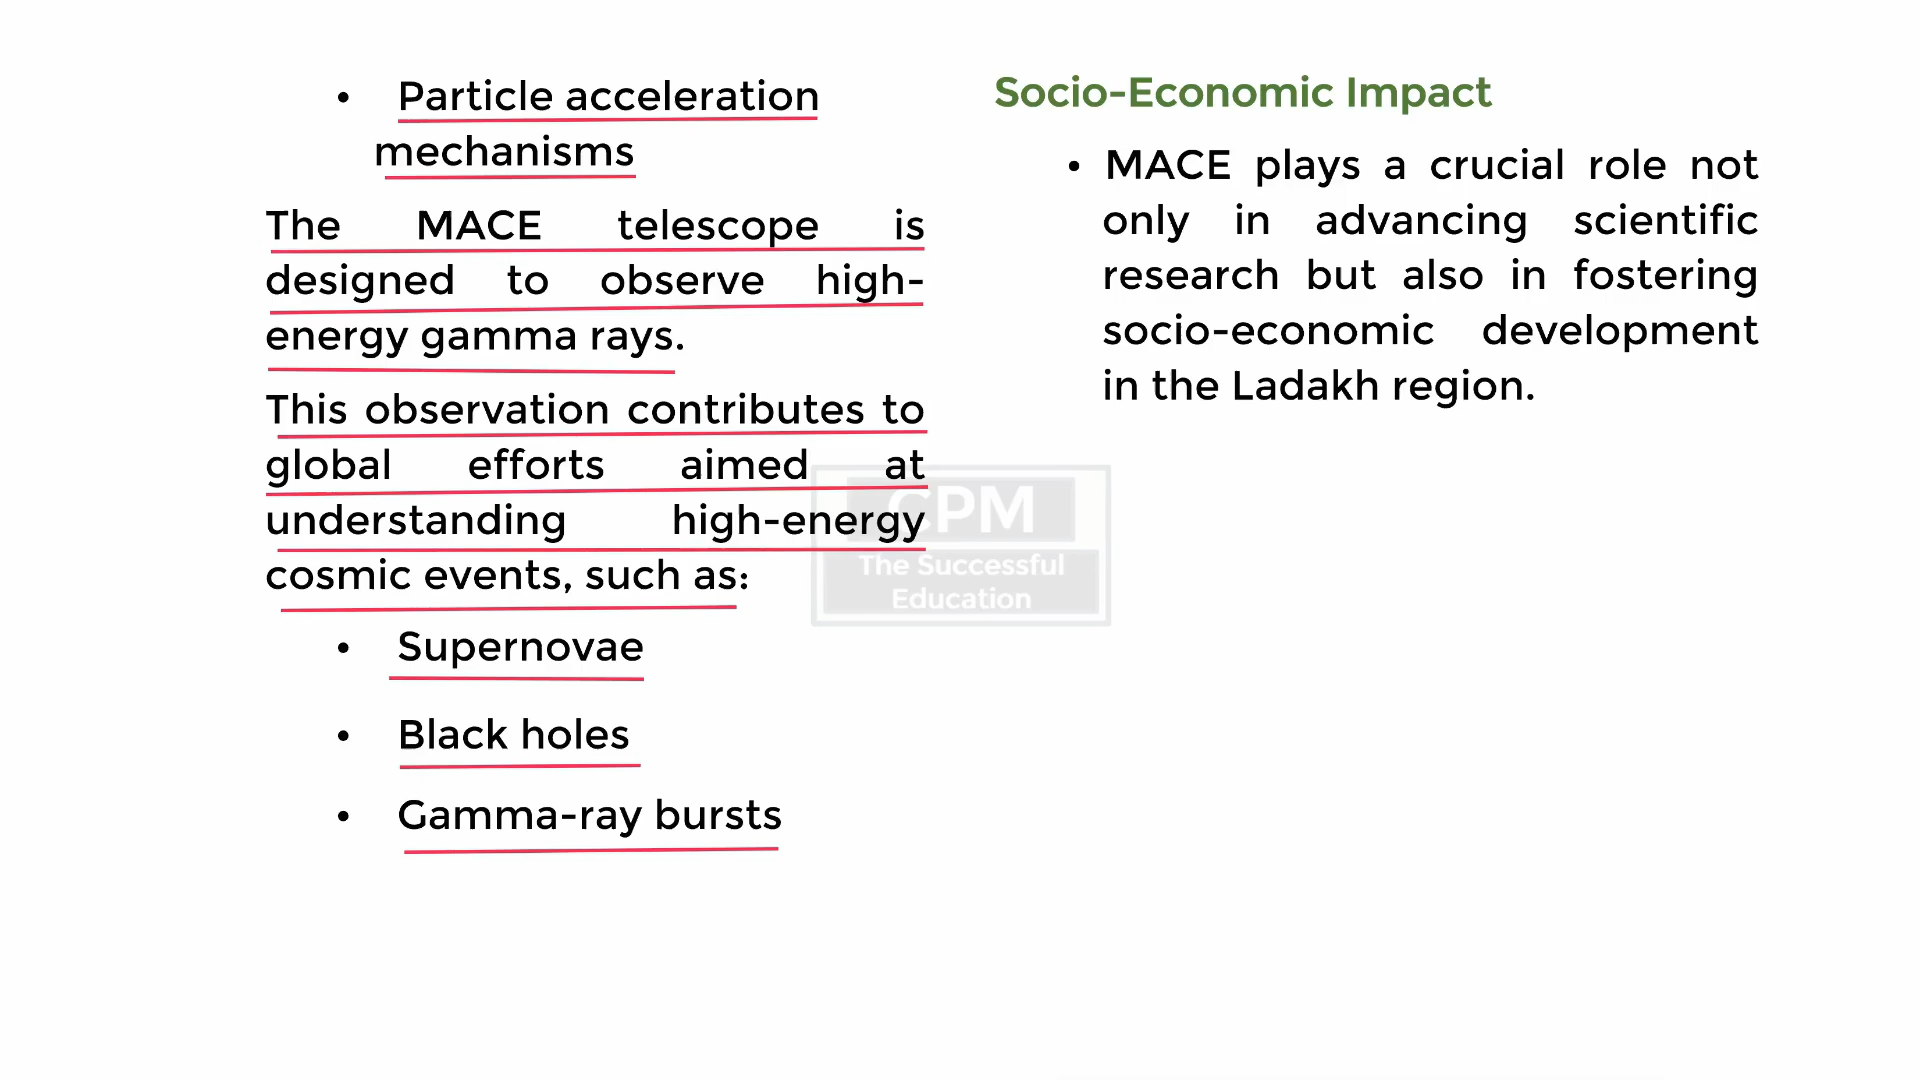 • Particle acceleration
mechanisms
The MACE telescope is
designed to observe high-
energy gamma rays.
This observation contributes to
global efforts aimed at
understanding high-energy
cosmic events, such as:
• Supernovae
• Black holes
• Gamma-ray bursts
Socio-Economic Impact
• MACE plays a crucial role not
only in advancing scientific
research but also in fostering
socio-economic development
in the Ladakh region.
CPM
The Successful
Education